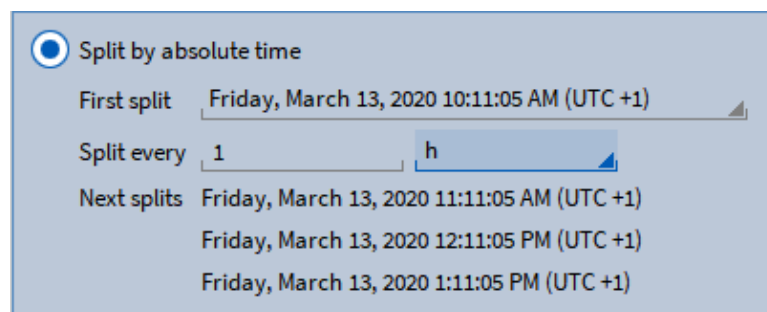 Split by absolute time
First split Friday, March 13, 2020 10:11:05 AM (UTC +1)
Split every 1 h
Next splits Friday, March 13, 2020 11:11:05 AM (UTC +1)
Friday, March 13, 2020 12:11:05 PM (UTC +1)
Friday, March 13, 2020 1:11:05 PM (UTC +1)